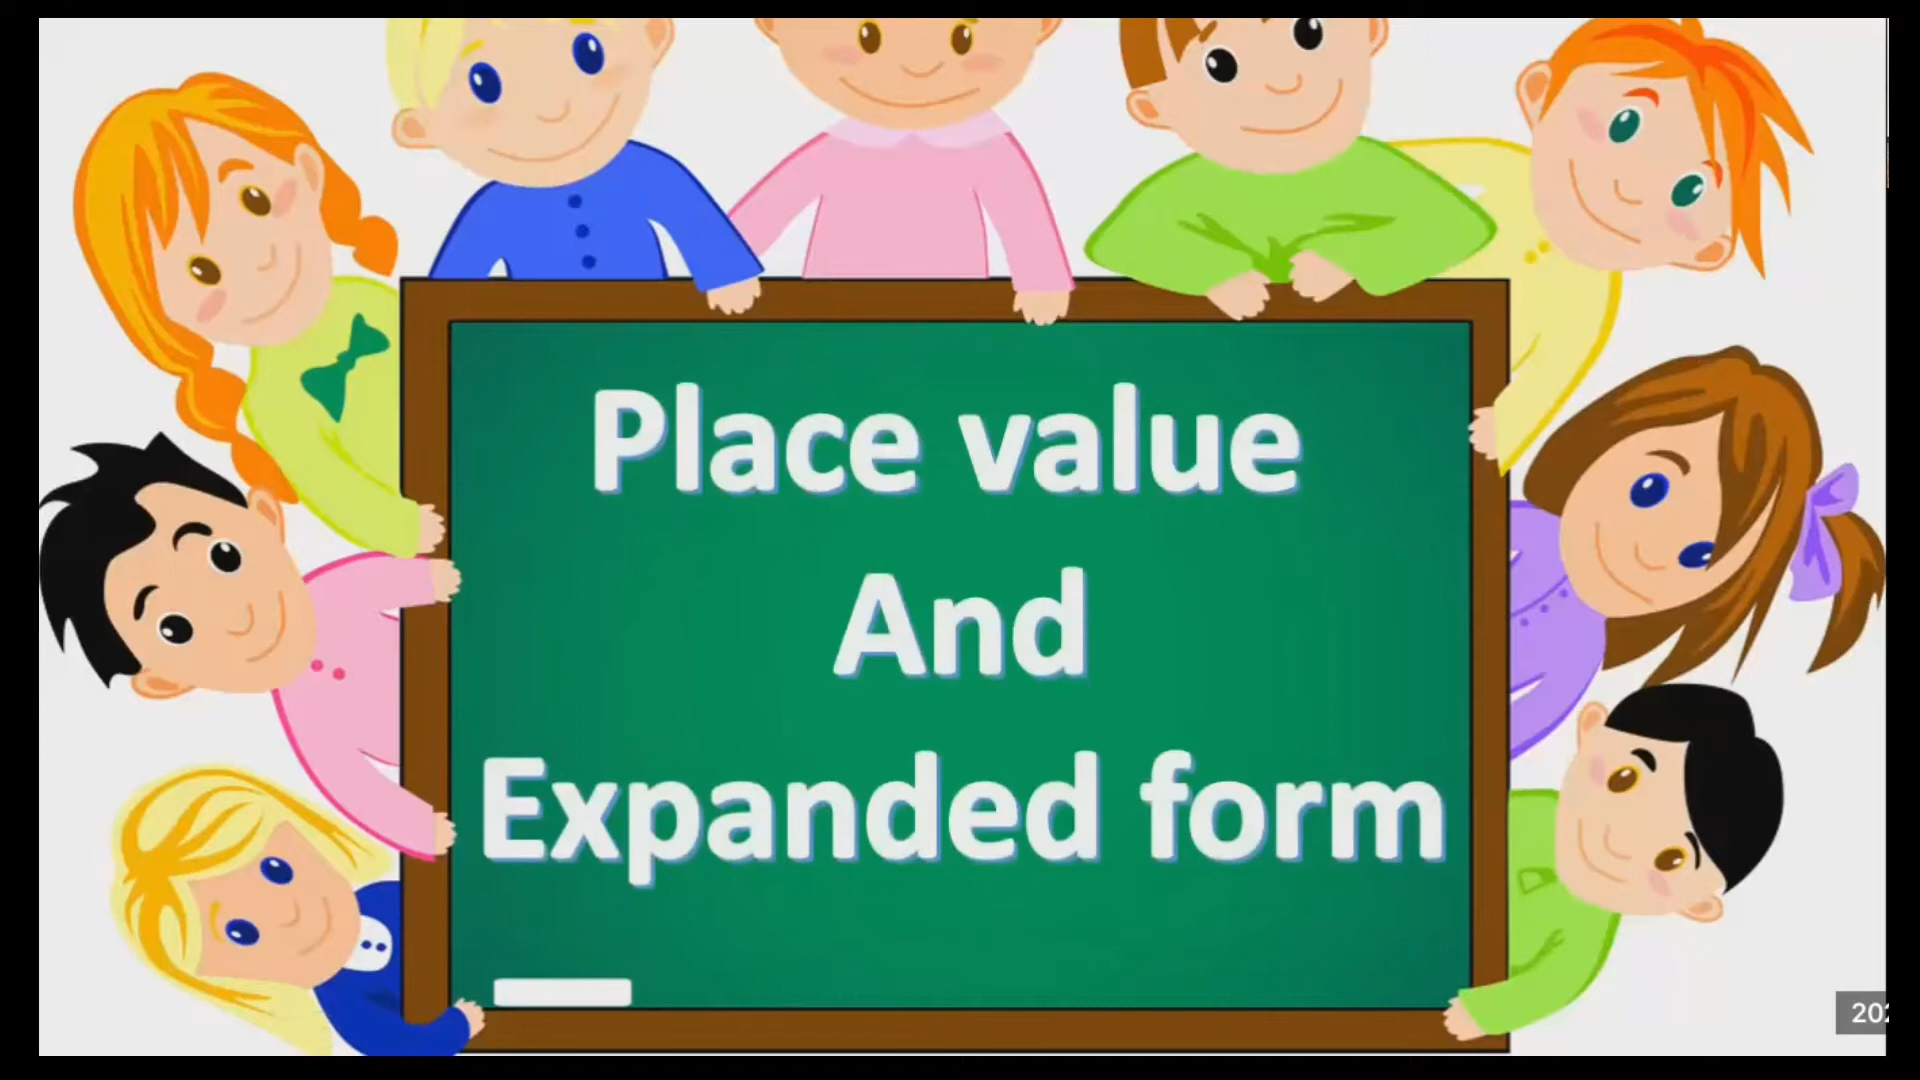 Place value
And
Expanded form